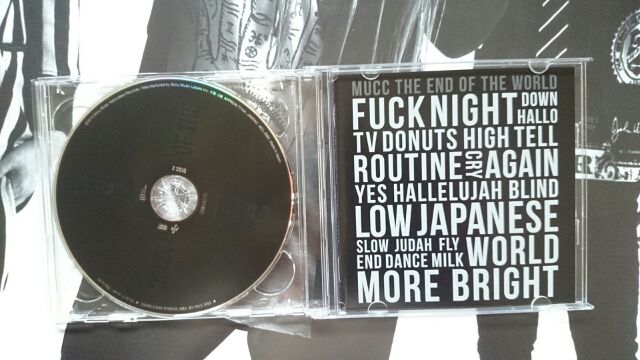 MUCC THE END OF THE WORLD
FUCK NIGHT DOWN
HALLO
TV DONUTS HIGH TELL
ROUTINE CRY AGAIN
YES HALLELUJAH BLIND
LOW JAPANESE
SLOW JUDAH FLY
END DANCE MILK WORLD
MORE BRIGHT